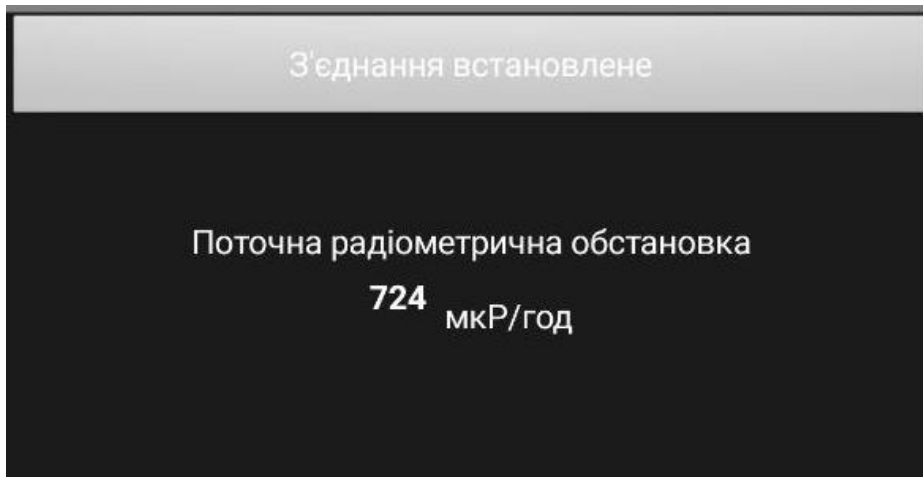 З'єднання встановлене
Поточна радіометрична обстановка
724 мкР/год